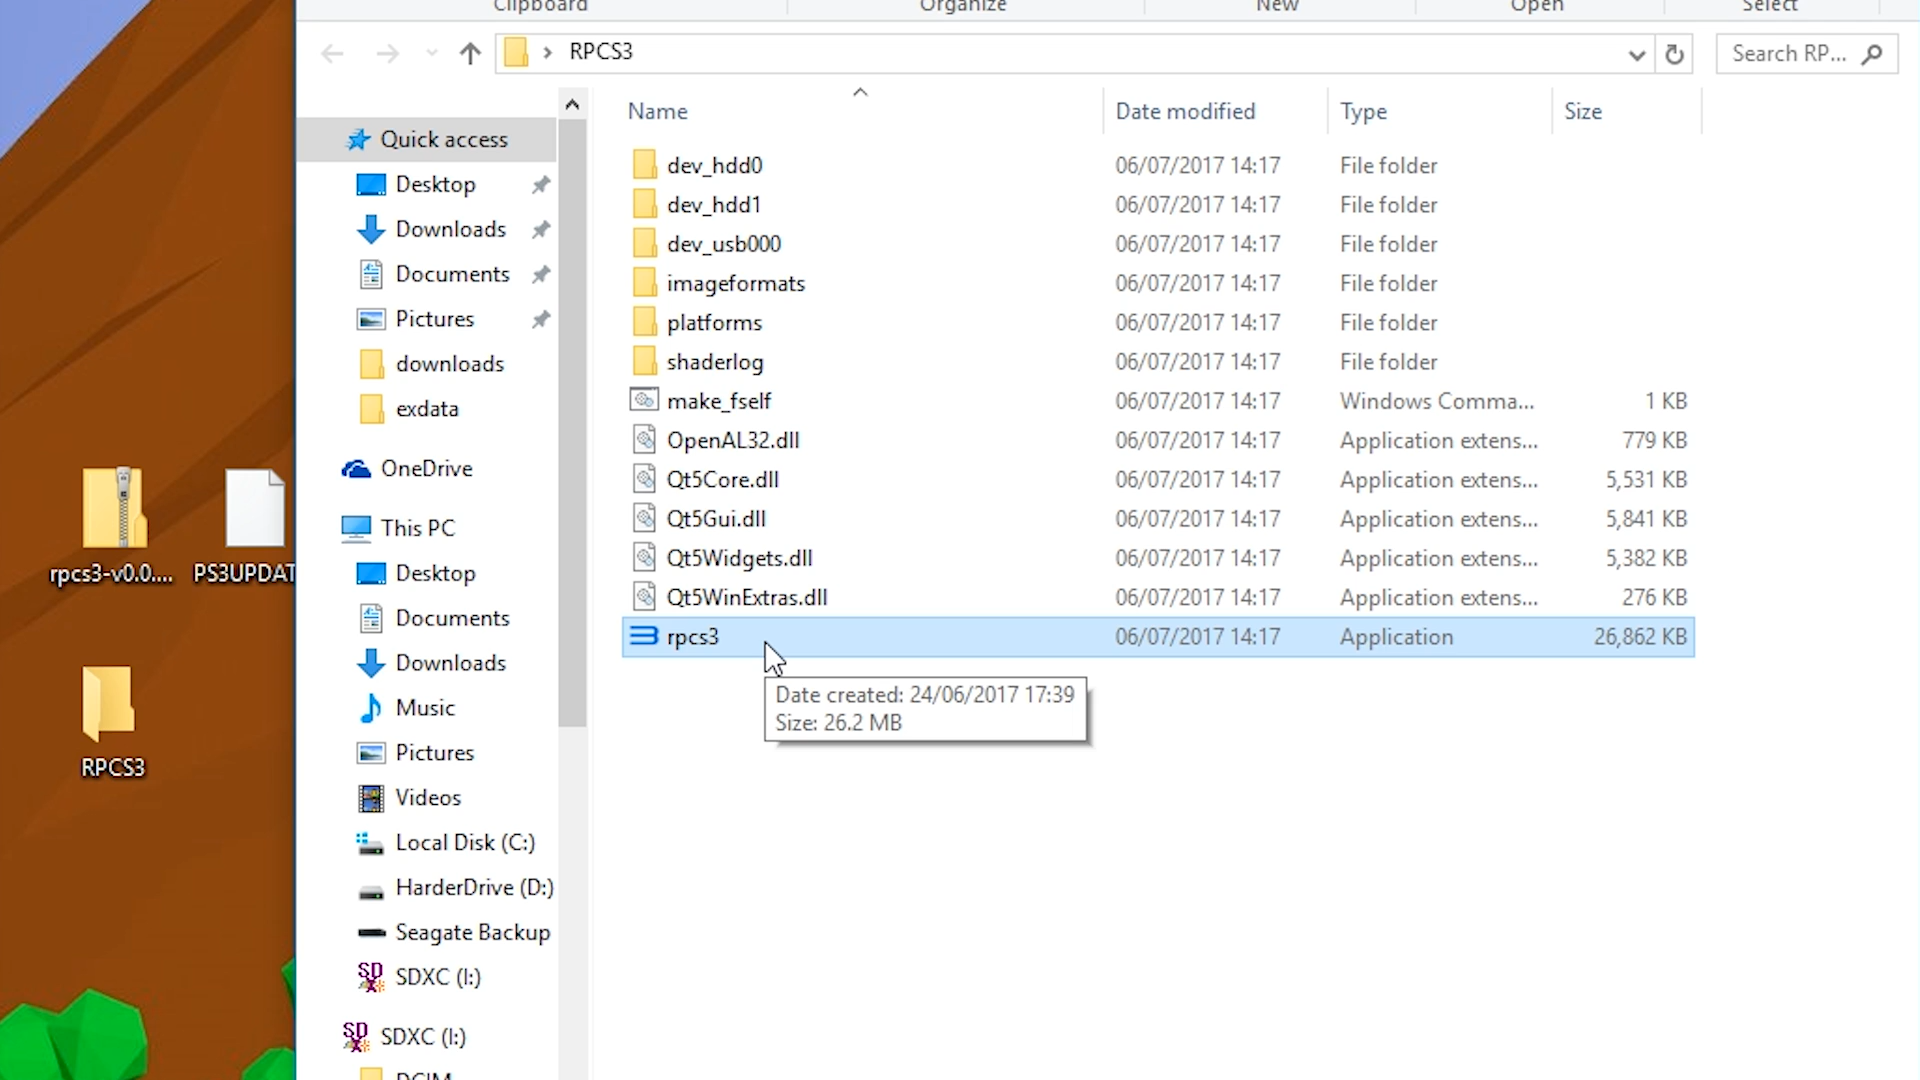 Clipboard
Organize
New
Open
Select
RPCS3
Search RP...
Name
Date modified
Type
Size
Quick access
Desktop
Downloads
Documents
Pictures
downloads
exdata
OneDrive
This PC
Desktop
Documents
Downloads
Music
Pictures
Videos
Local Disk (C:)
HarderDrive (D:)
Seagate Backup
SDXC (I:)
SDXC (I:)
DCIM
dev_hdd0 06/07/2017 14:17 File folder
dev_hdd1 06/07/2017 14:17 File folder
dev_usb000 06/07/2017 14:17 File folder
imageformats 06/07/2017 14:17 File folder
platforms 06/07/2017 14:17 File folder
shaderlog 06/07/2017 14:17 File folder
make_fself 06/07/2017 14:17 Windows Comma... 1 KB
OpenAL32.dll 06/07/2017 14:17 Application extens... 779 KB
Qt5Core.dll 06/07/2017 14:17 Application extens... 5,531 KB
Qt5Gui.dll 06/07/2017 14:17 Application extens... 5,841 KB
Qt5Widgets.dll 06/07/2017 14:17 Application extens... 5,382 KB
Qt5WinExtras.dll 06/07/2017 14:17 Application extens... 276 KB
rpcs3 06/07/2017 14:17 Application 26,862 KB
Date created: 24/06/2017 17:39
Size: 26.2 MB
rpcs3-v0.0....
PS3UPDAT
RPCS3